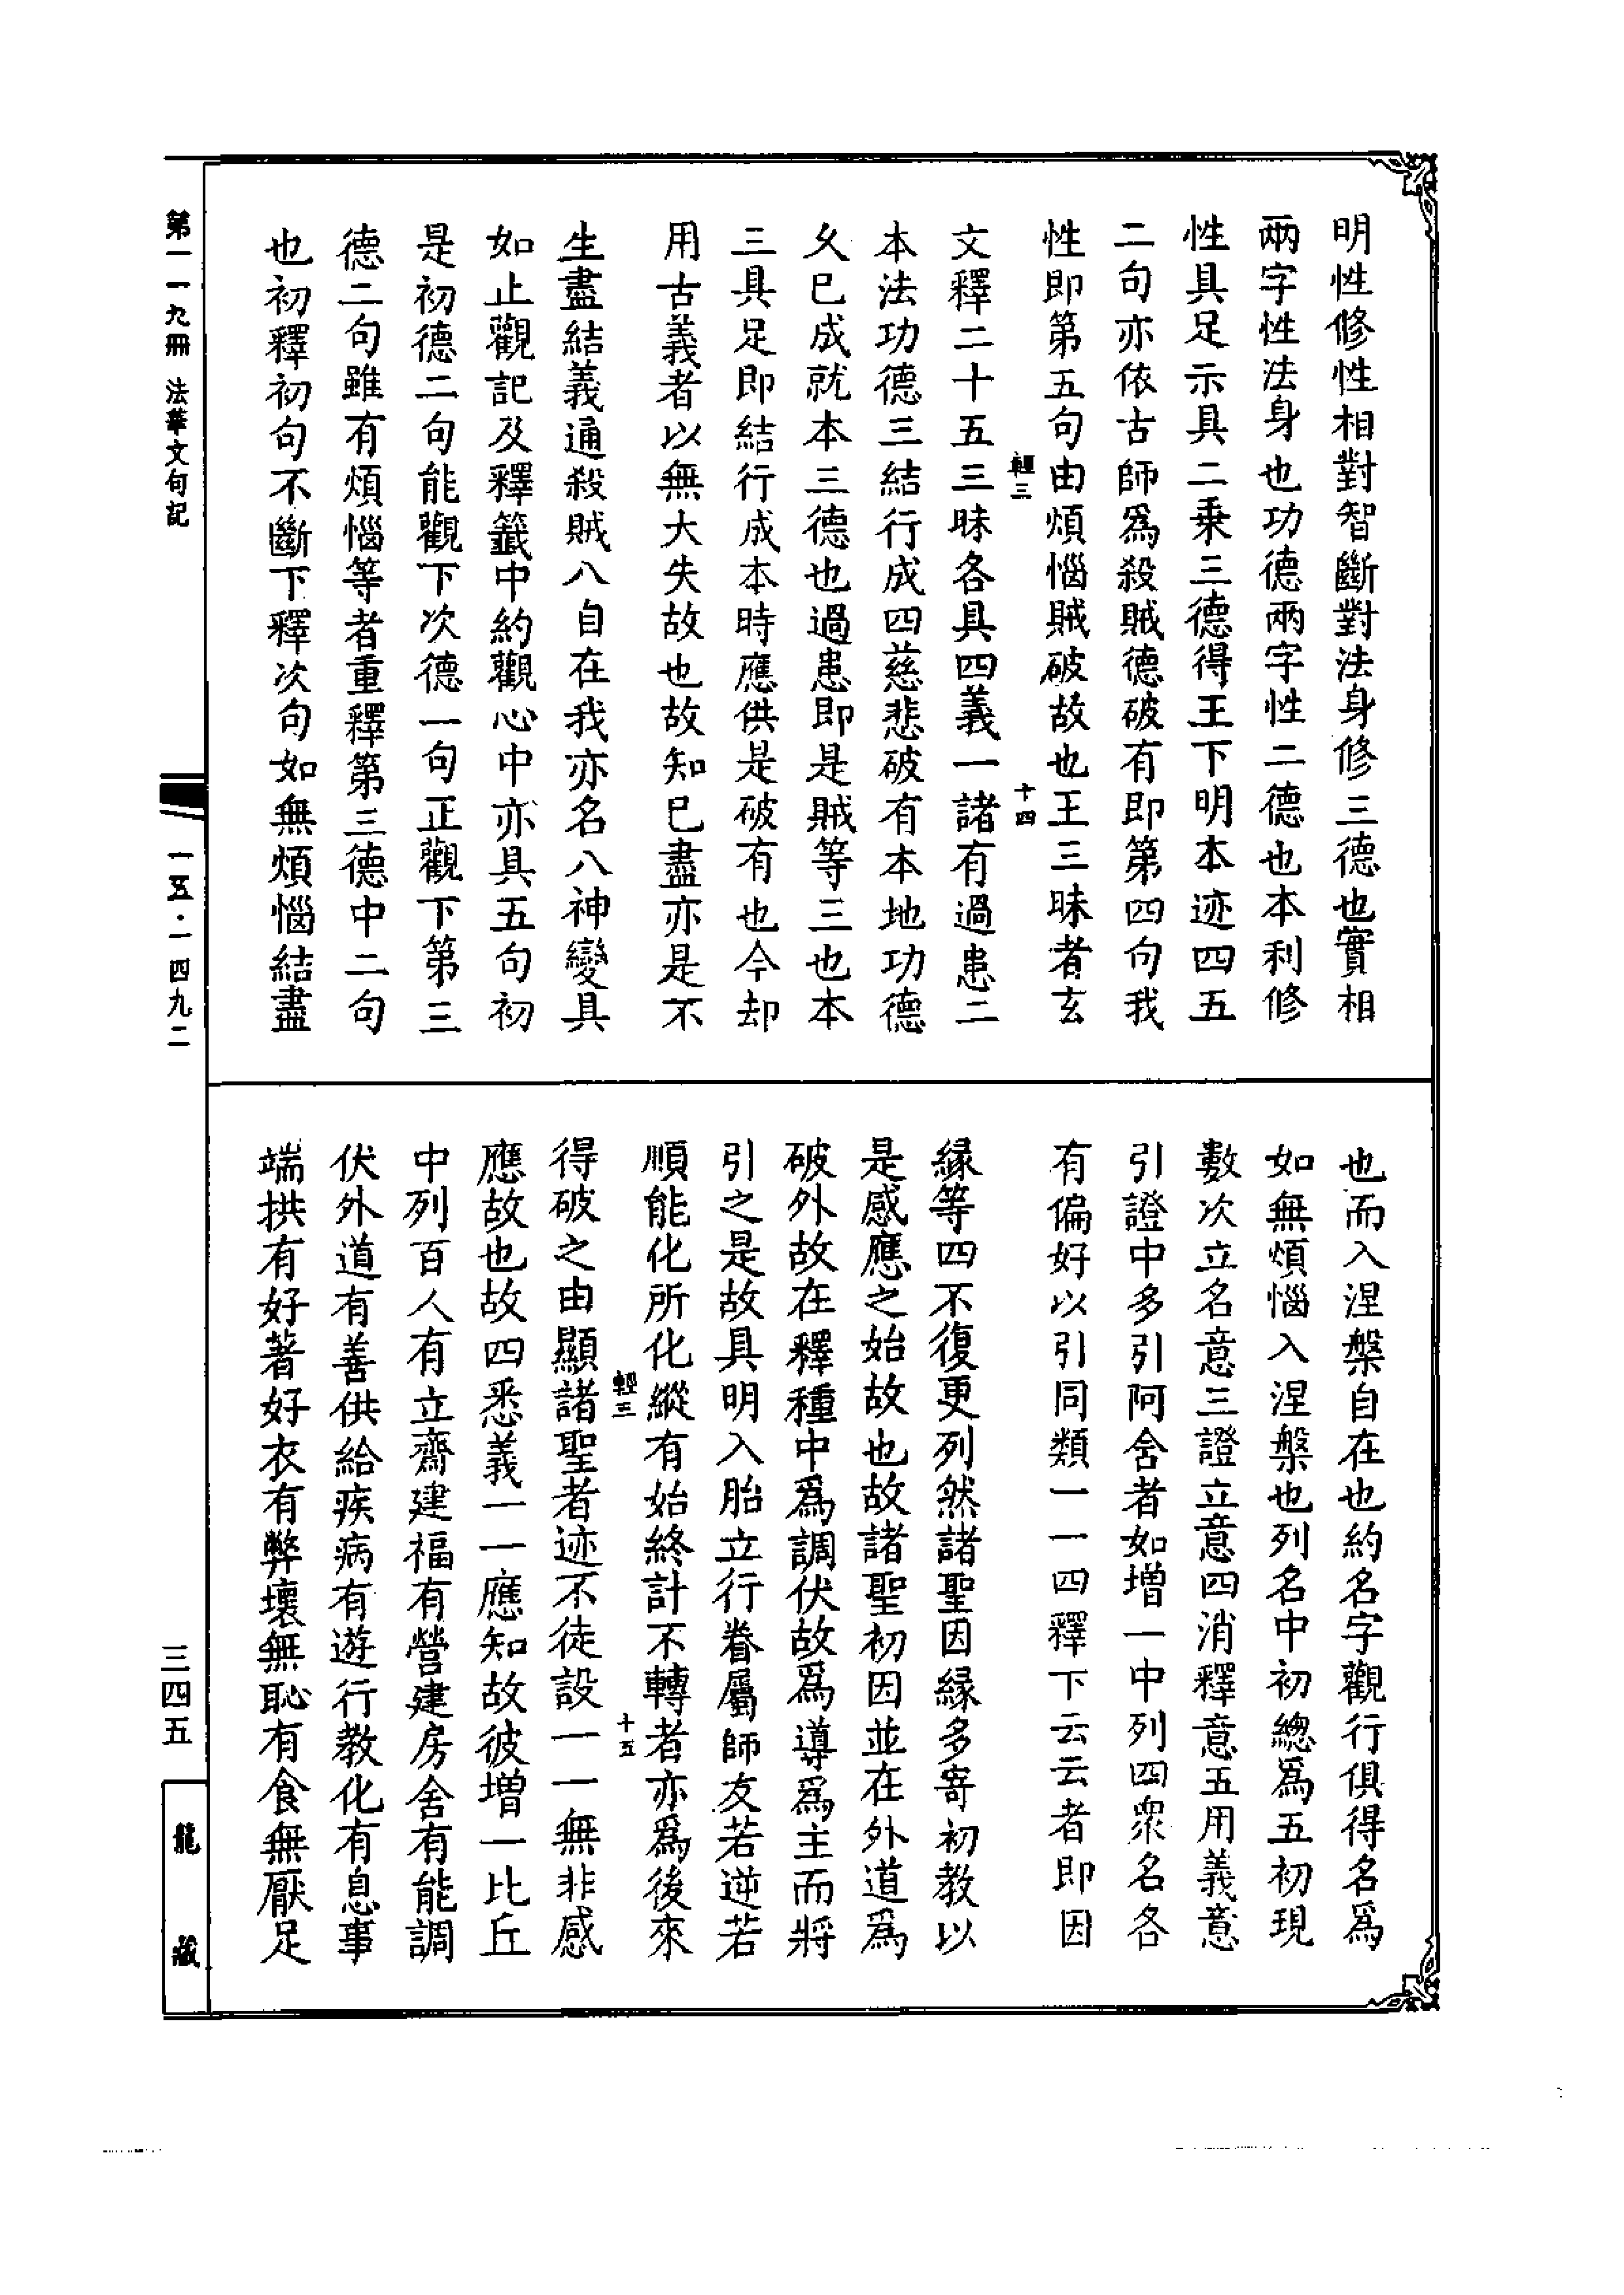 明性修性相對智斷對法身修三德也實相
兩字性法身也功德兩字性二德也本利修
性具足示具二乗三德得王下明本迹四五
二句亦依古師爲殺賊德破有即第四句我
性即第五句由煩惱賊破故也王三昧者玄
輕三
十四
文釋二十五三昧各具四義一諸有過患二
本法功德三結行成四慈悲破有本地功德
久已成就本三德也過患即是賊等三也本
三具足即結行成本時應供是破有也今却
用古義者以無大失故也故知已盡亦是不
生盡結義通殺賊八自在我亦名八神變具
如止觀記及釋籤中約觀心中亦具五句初
是初德二句能觀下次德一句正觀下第三
德二句雖有煩惱等者重釋第三德中二句
也初釋初句不斷下釋次句如無煩惱結盡
也而入涅槃自在也約名字觀行俱得名爲
如無煩惱入涅槃也列名中初總爲五初現
數次立名意三證立意四消釋意五用義意
引證中多引阿含者如增一中列四眾名各
有偏好以引同類一一四釋下云云者即因
縁等四不復更列然諸聖因縁多寄初教以
是感應之始故也故諸聖初因並在外道爲
破外故在釋種中爲調伏故爲導爲主而將
引之是故具明入胎立行眷屬師友若逆若
順能化所化縱有始終計不轉者亦爲後來
輕三
十五
得破之由顯諸聖者迹不徒設一一無非感
應故也故四悉義一一應知故彼增一比丘
中列百人有立齋建福有營建房舍有能調
伏外道有善供給疾病有遊行教化有息事
端拱有好著好衣有弊壞無恥有食無厭足
第一一九冊 法華文句記
一五·一四九二
三四五
龍藏